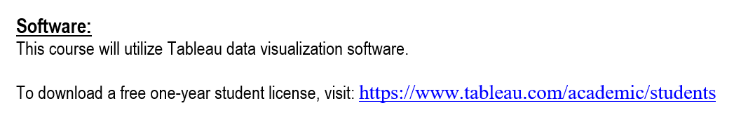 Software:
This course will utilize Tableau data visualization software.
To download a free one-year student license, visit: https://www.tableau.com/academic/students